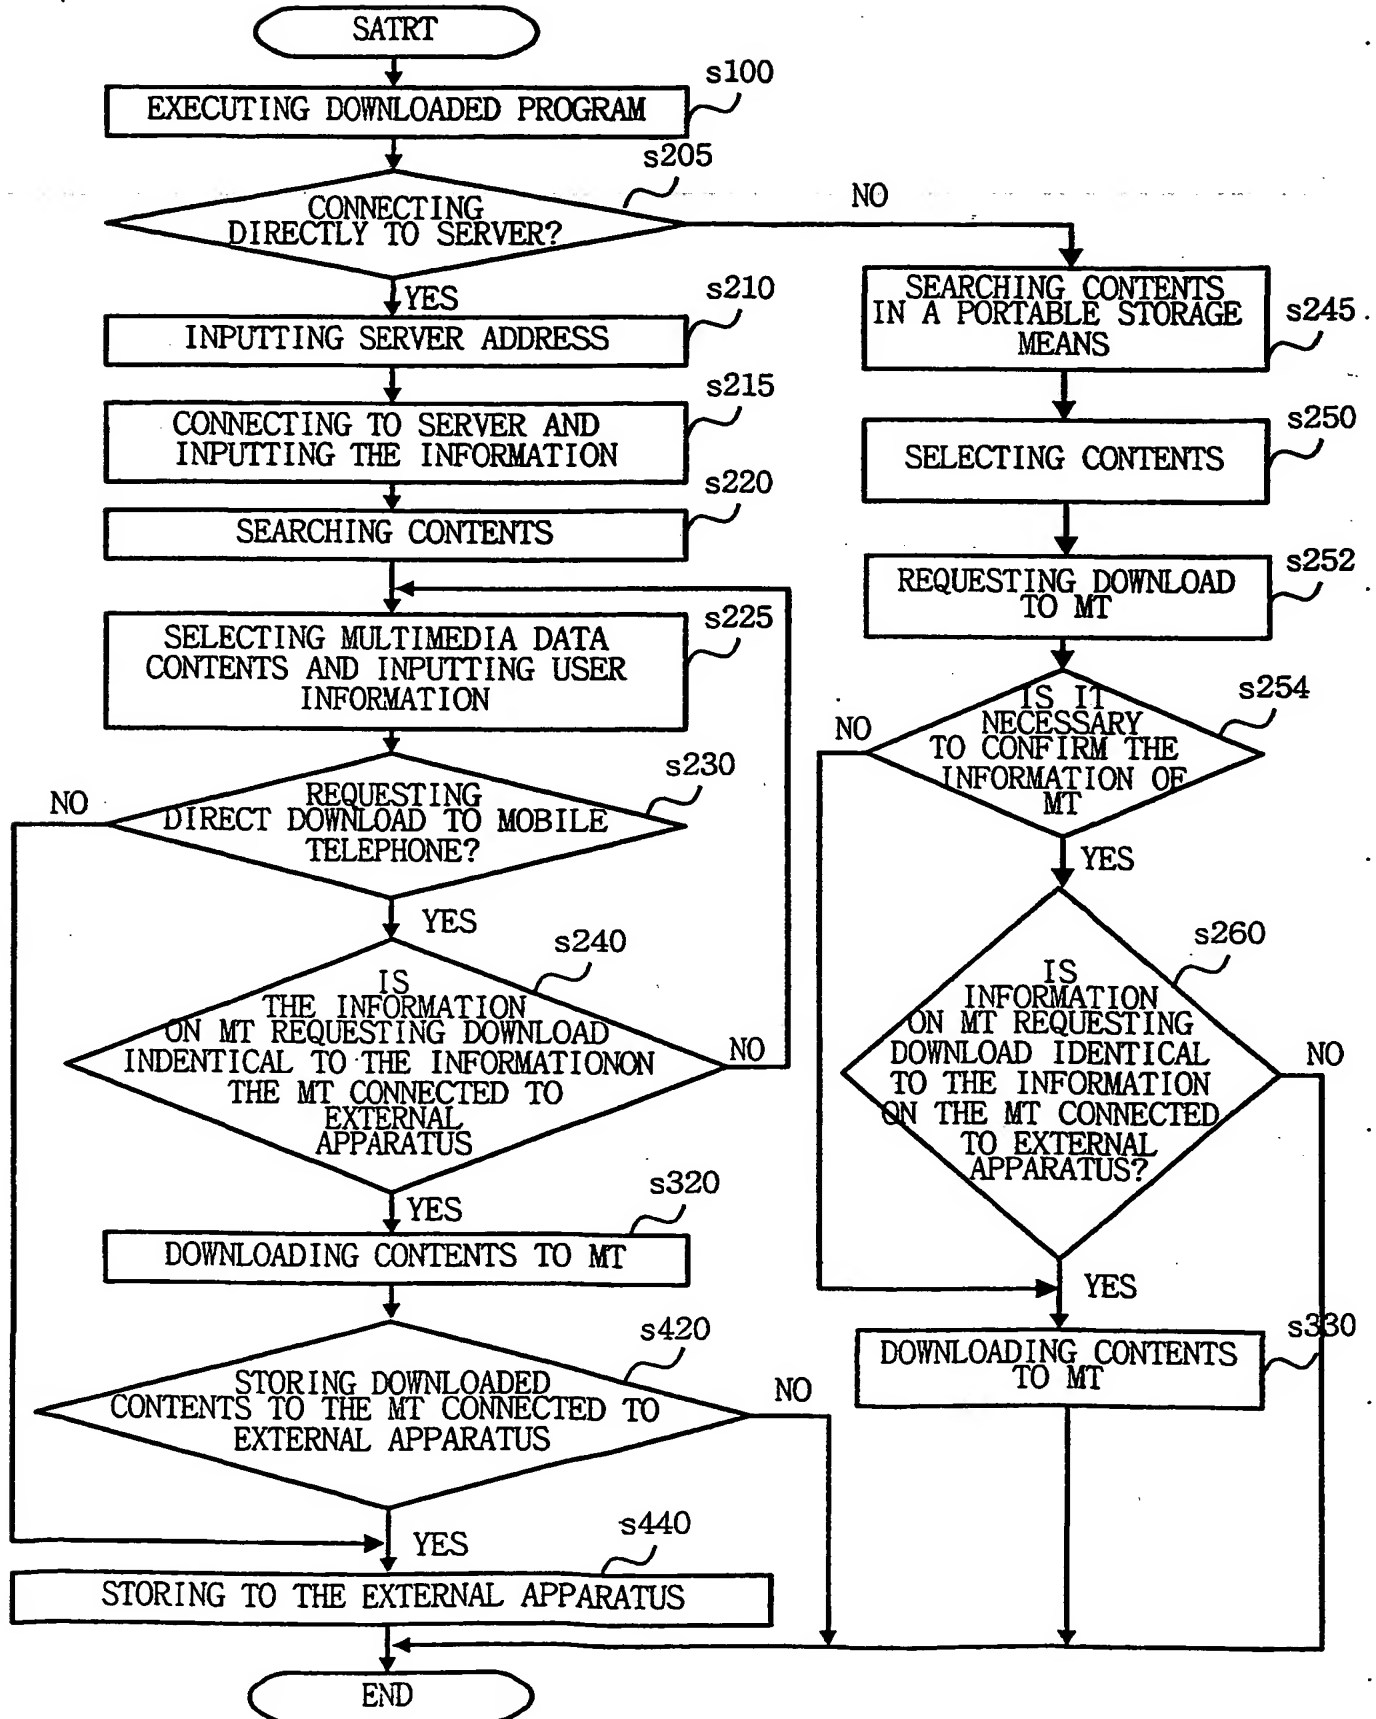 SATRT
s100
EXECUTING DOWNLOADED PROGRAM
s205
CONNECTING
DIRECTLY TO SERVER?
NO
YES
s210
INPUTTING SERVER ADDRESS
s215
CONNECTING TO SERVER AND
INPUTTING THE INFORMATION
s220
SEARCHING CONTENTS
s225
SELECTING MULTIMEDIA DATA
CONTENTS AND INPUTTING USER
INFORMATION
s230
REQUESTING
DIRECT DOWNLOAD TO MOBILE
TELEPHONE?
NO
YES
s240
IS
THE INFORMATION
ON MT REQUESTING DOWNLOAD
INDENTICAL TO THE INFORMATIONON
THE MT CONNECTED TO
EXTERNAL
APPARATUS
NO
YES
s320
DOWNLOADING CONTENTS TO MT
s420
STORING DOWNLOADED
CONTENTS TO THE MT CONNECTED TO
EXTERNAL APPARATUS
NO
YES
s440
STORING TO THE EXTERNAL APPARATUS
END
SEARCHING CONTENTS
IN A PORTABLE STORAGE
MEANS
s245
s250
SELECTING CONTENTS
s252
REQUESTING DOWNLOAD
TO MT
s254
IS IT
NECESSARY
TO CONFIRM THE
INFORMATION OF
MT
NO
YES
s260
IS
INFORMATION
ON MT REQUESTING
DOWNLOAD IDENTICAL
TO THE INFORMATION
ON THE MT CONNECTED
TO EXTERNAL
APPARATUS?
NO
YES
s330
DOWNLOADING CONTENTS
TO MT